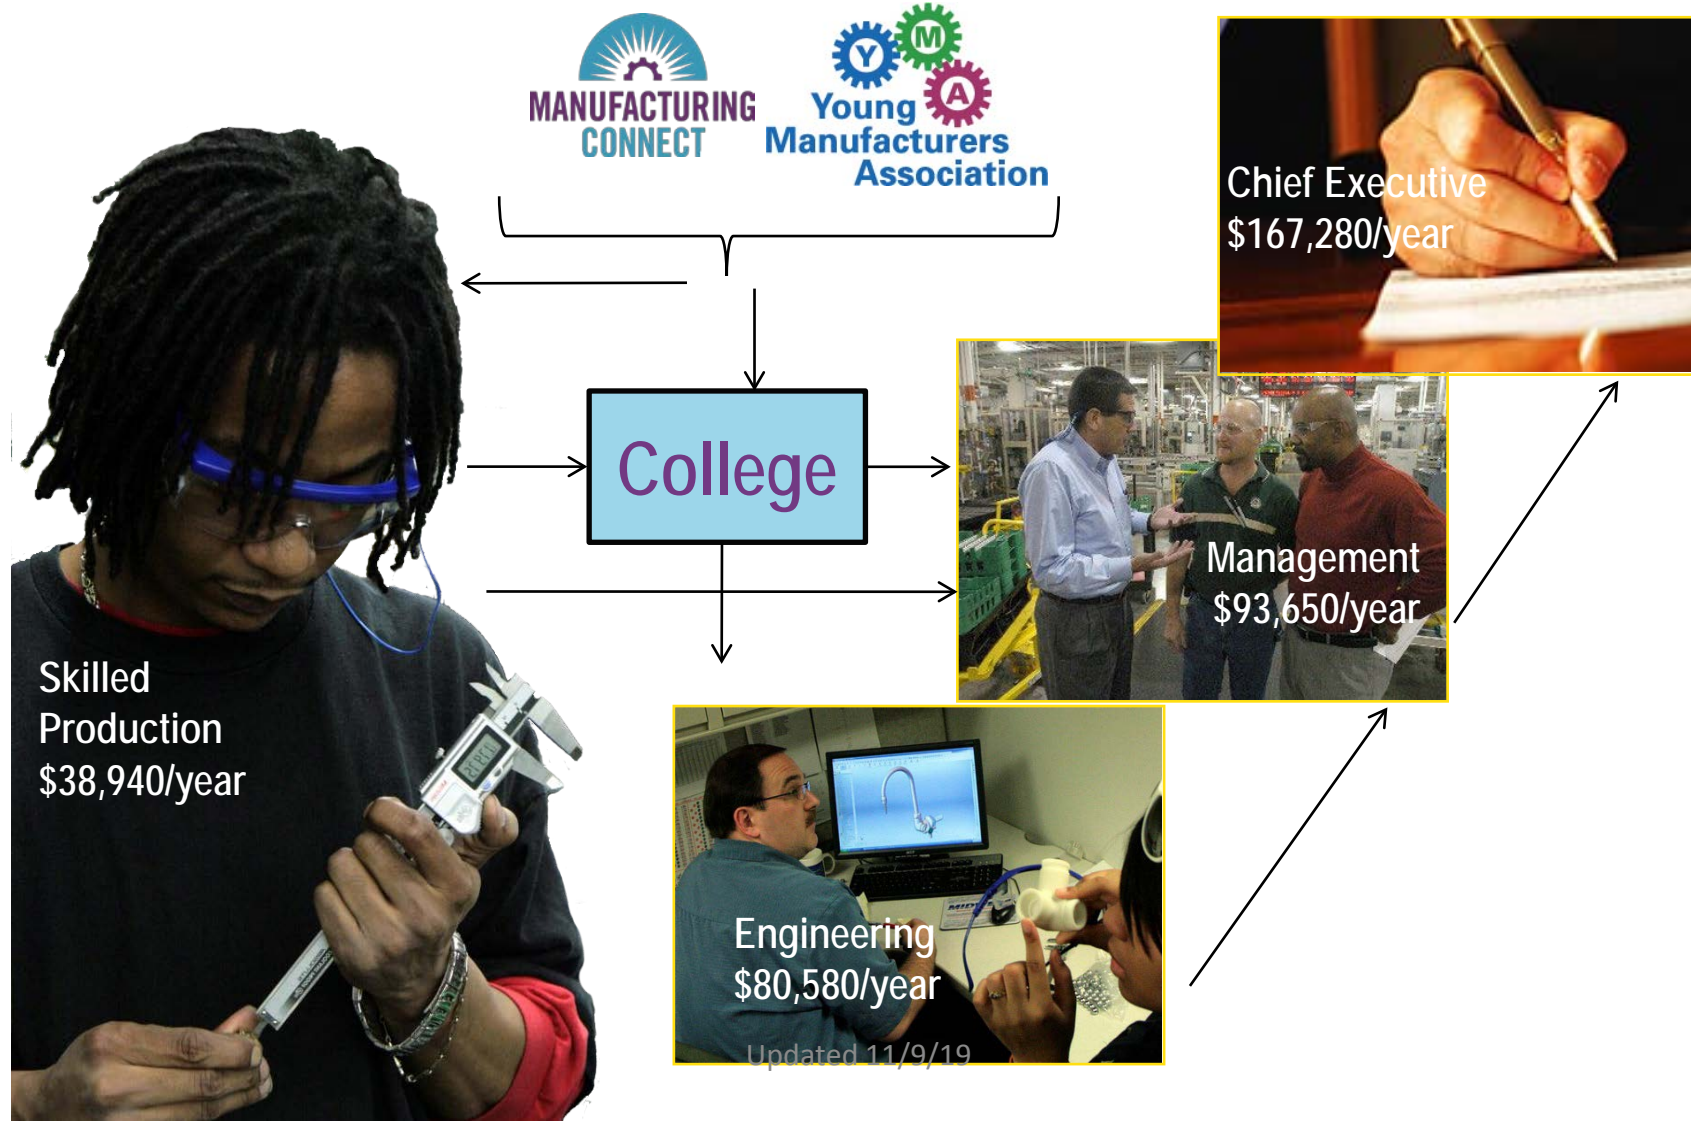 MANUFACTURING
CONNECT
Y M A
Young
Manufacturers
Association
Chief Executive
$167,280/year
College
Management
$93,650/year
Skilled
Production
$38,940/year
Engineering
$80,580/year
Updated 11/9/19